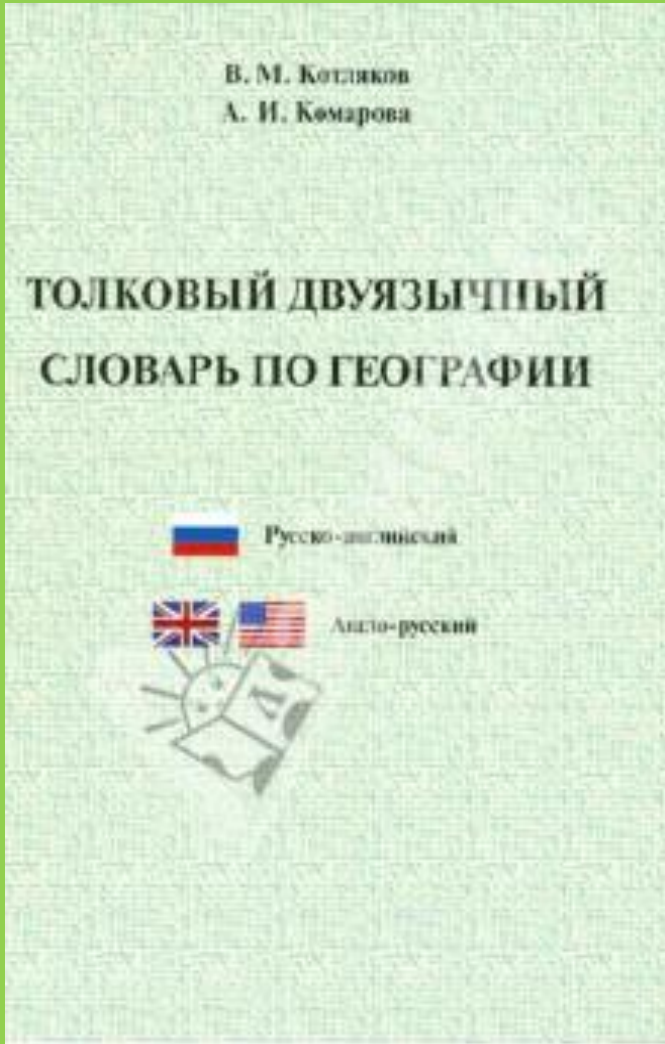 В. М. Котляков
А. И. Комарова
ТОЛКОВЫЙ ДВУЯЗЫЧНЫЙ
СЛОВАРЬ ПО ГЕОГРАФИИ
Русско-английский
Англо-русский